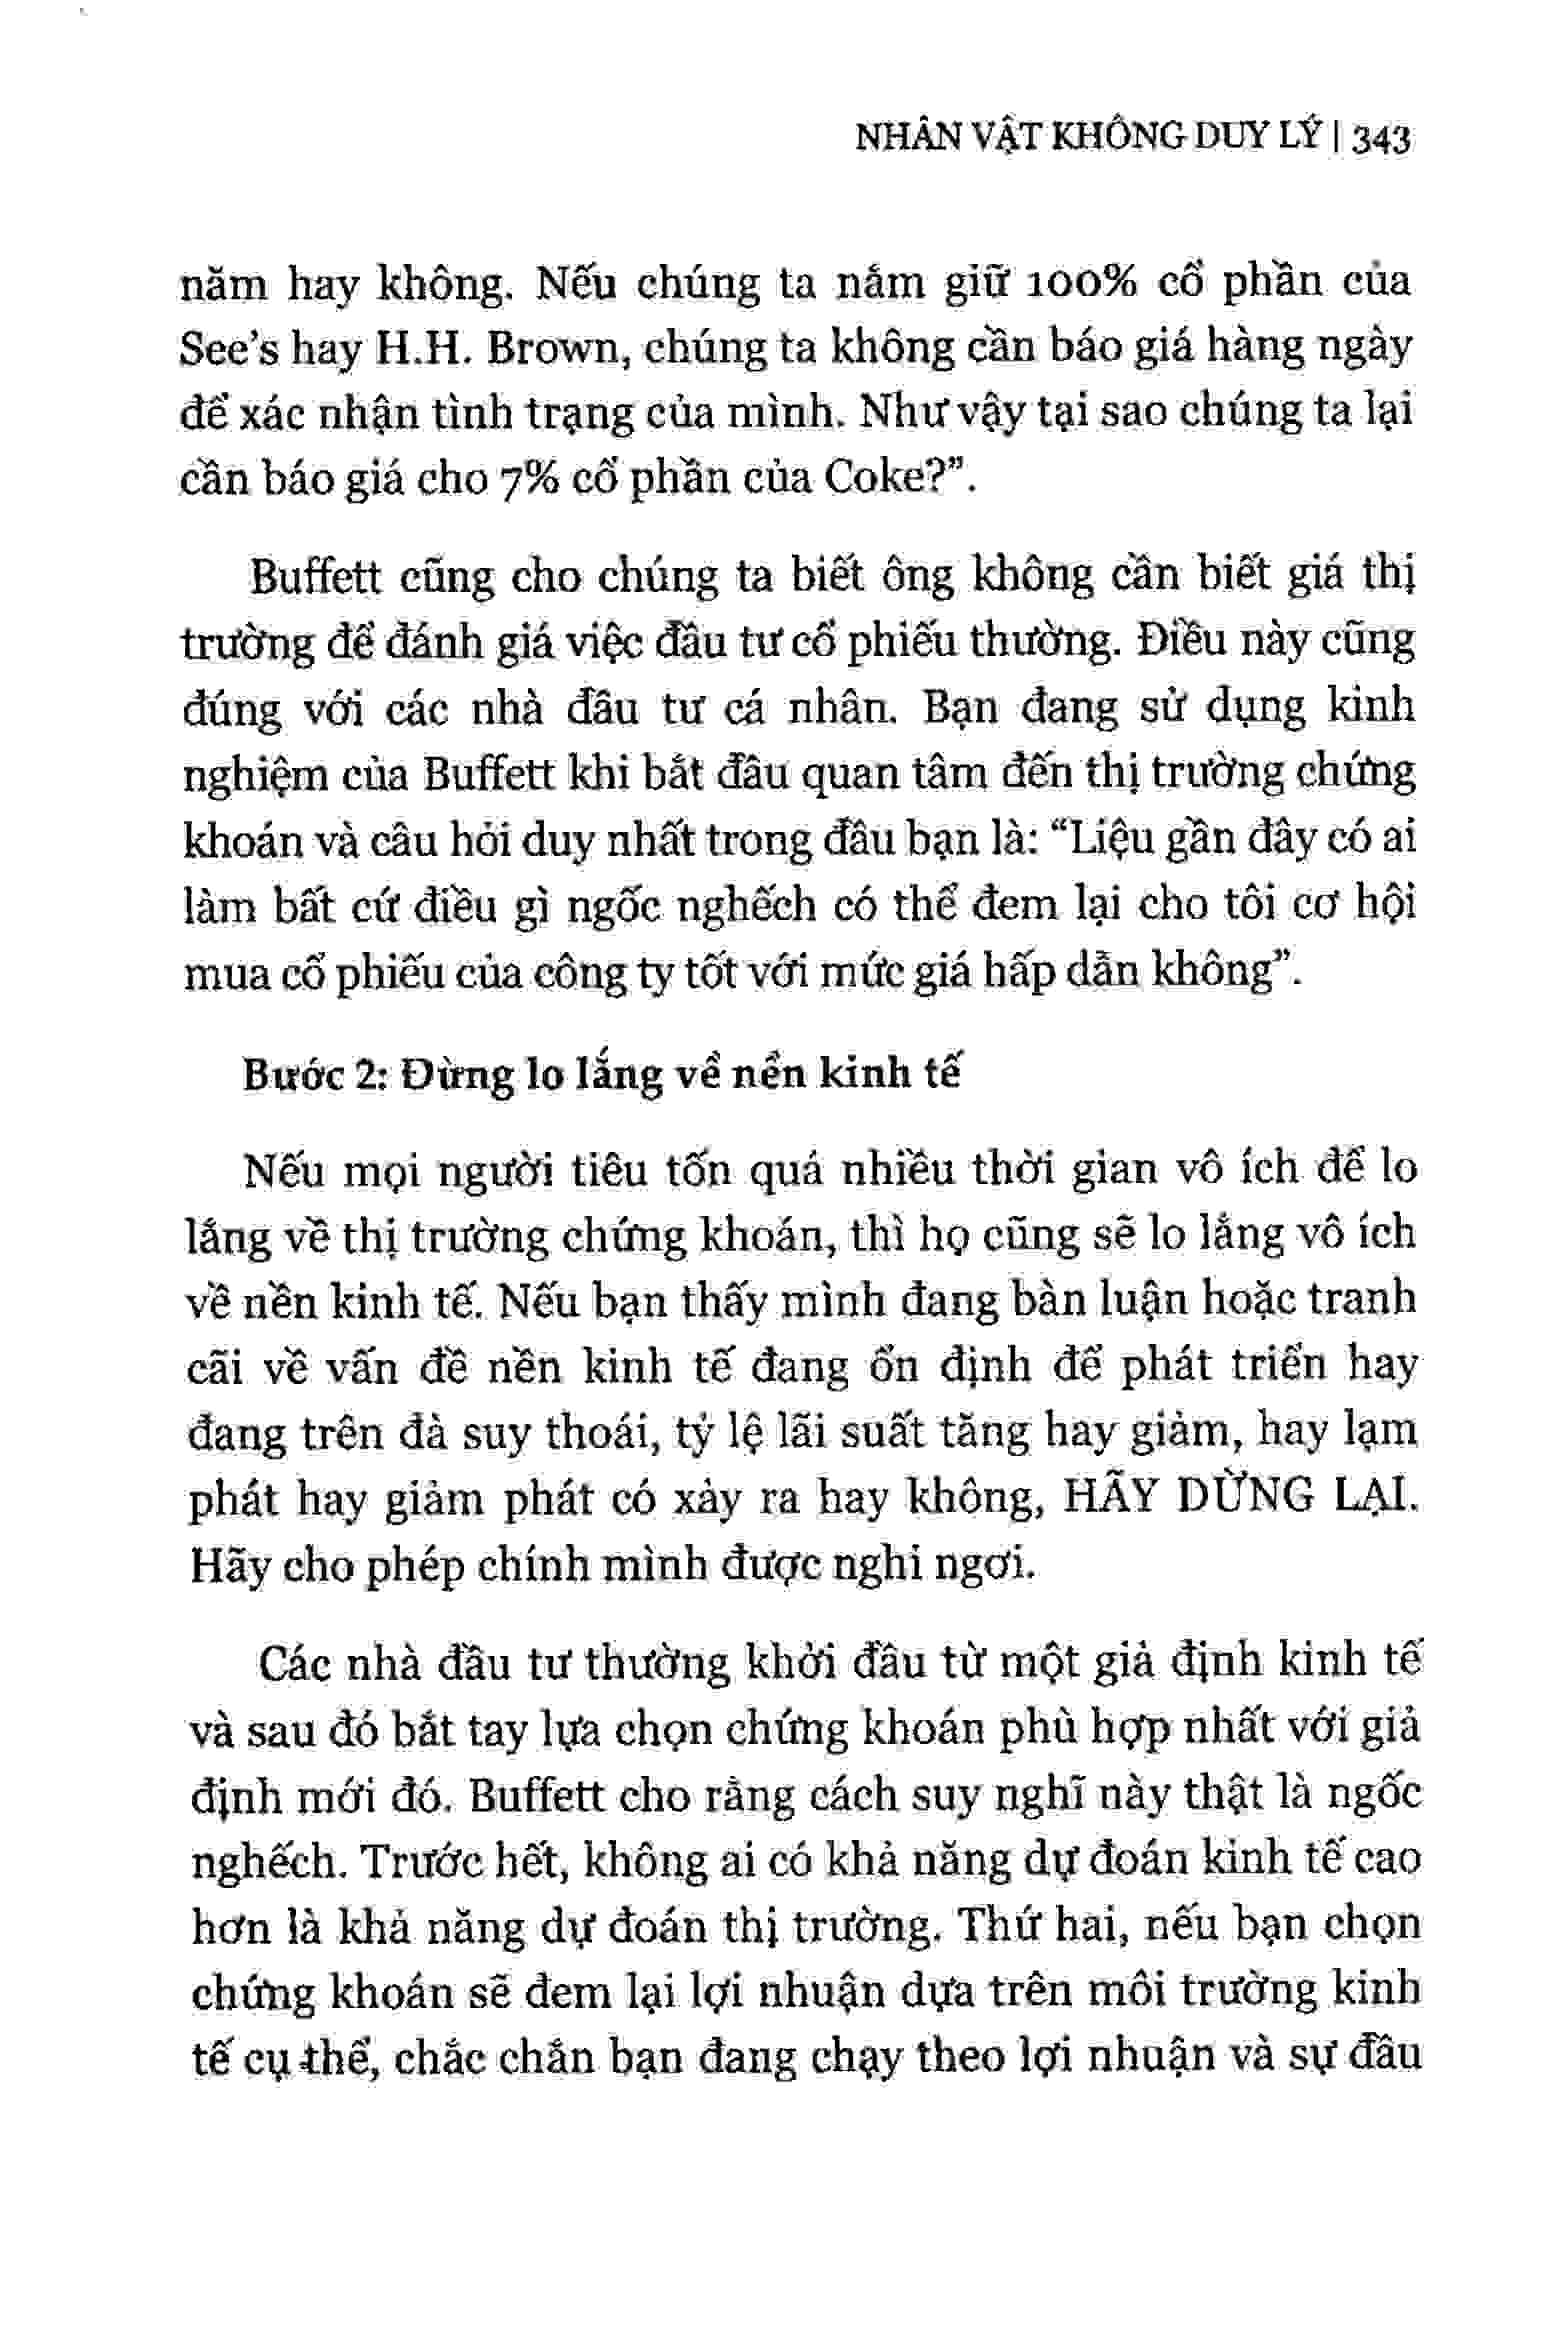 NHÂN VẬT KHÔNG DUY LÝ | 343
năm hay không. Nếu chúng ta nắm giữ 100% cổ phần của
See’s hay H.H. Brown, chúng ta không cần báo giá hàng ngày
để xác nhận tình trạng của mình. Như vậy tại sao chúng ta lại
cần báo giá cho 7% cổ phần của Coke?”.
Buffett cũng cho chúng ta biết ông không cần biết giá thị
trường để đánh giá việc đầu tư cổ phiếu thường. Điều này cũng
đúng với các nhà đầu tư cá nhân. Bạn đang sử dụng kinh
nghiệm của Buffett khi bắt đầu quan tâm đến thị trường chứng
khoán và câu hỏi duy nhất trong đầu bạn là: “Liệu gần đây có ai
làm bất cứ điều gì ngốc nghếch có thể đem lại cho tôi cơ hội
mua cổ phiếu của công ty tốt với mức giá hấp dẫn không”.
Bước 2: Đừng lo lắng về nền kinh tế
Nếu mọi người tiêu tốn quá nhiều thời gian vô ích để lo
lắng về thị trường chứng khoán, thì họ cũng sẽ lo lắng vô ích
về nền kinh tế. Nếu bạn thấy mình đang bàn luận hoặc tranh
cãi về vấn đề nền kinh tế đang ổn định để phát triển hay
đang trên đà suy thoái, tỷ lệ lãi suất tăng hay giảm, hay lạm
phát hay giảm phát có xảy ra hay không, HÃY DỪNG LẠI.
Hãy cho phép chính mình được nghỉ ngơi.
Các nhà đầu tư thường khởi đầu từ một giả định kinh tế
và sau đó bắt tay lựa chọn chứng khoán phù hợp nhất với giả
định mới đó. Buffett cho rằng cách suy nghĩ này thật là ngốc
nghếch. Trước hết, không ai có khả năng dự đoán kinh tế cao
hơn là khả năng dự đoán thị trường. Thứ hai, nếu bạn chọn
chứng khoán sẽ đem lại lợi nhuận dựa trên môi trường kinh
tế cụ thể, chắc chắn bạn đang chạy theo lợi nhuận và sự đầu